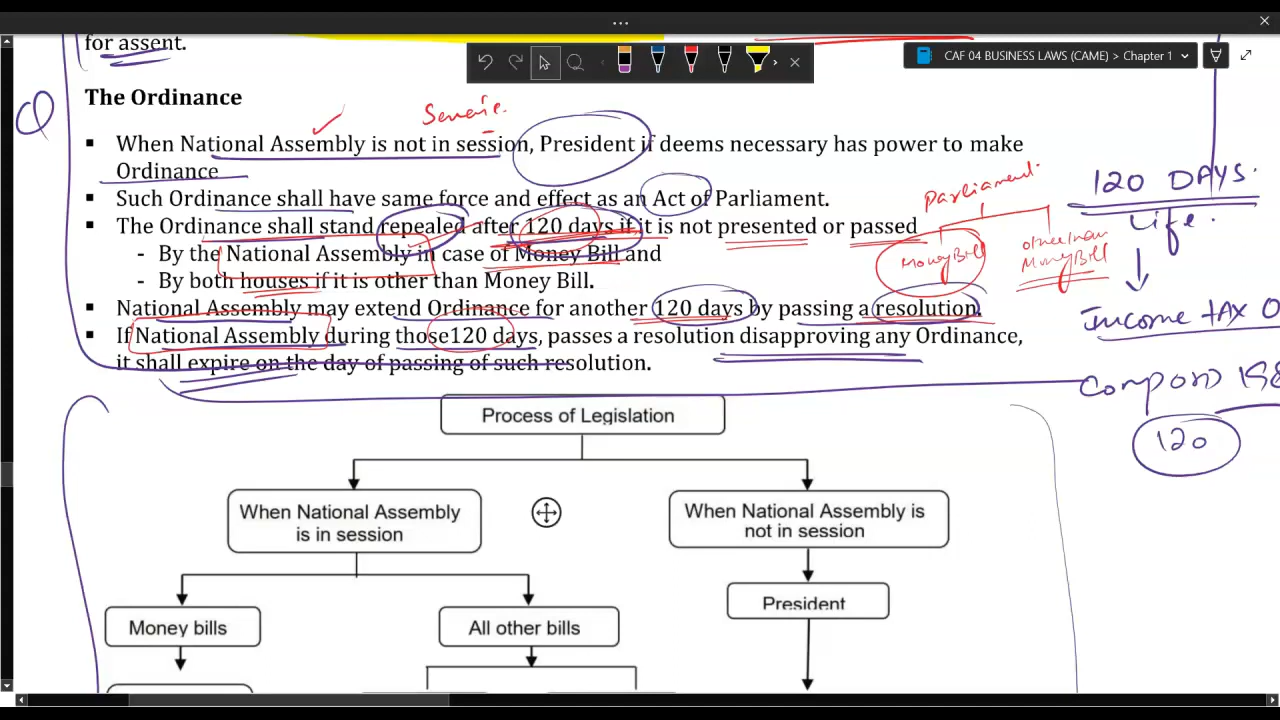 CAF 04 BUSINESS LAWS (CAME) > Chapter 1
for assent.
The Ordinance
Senate
▪ When National Assembly is not in session, President if deems necessary has power to make
Ordinance
▪ Such Ordinance shall have same force and effect as an Act of Parliament.
▪ The Ordinance shall stand repealed after 120 days if it is not presented or passed
- By the National Assembly in case of Money Bill and
- By both houses if it is other than Money Bill.
▪ National Assembly may extend Ordinance for another 120 days by passing a resolution.
▪ If National Assembly during those120 days, passes a resolution disapproving any Ordinance,
it shall expire on the day of passing of such resolution.
Parliament
Money Bill
other than
Money Bill
120 DAYS.
Life.
Income tax O
198
120
Process of Legislation
When National Assembly
is in session
When National Assembly is
not in session
Money bills
All other bills
President